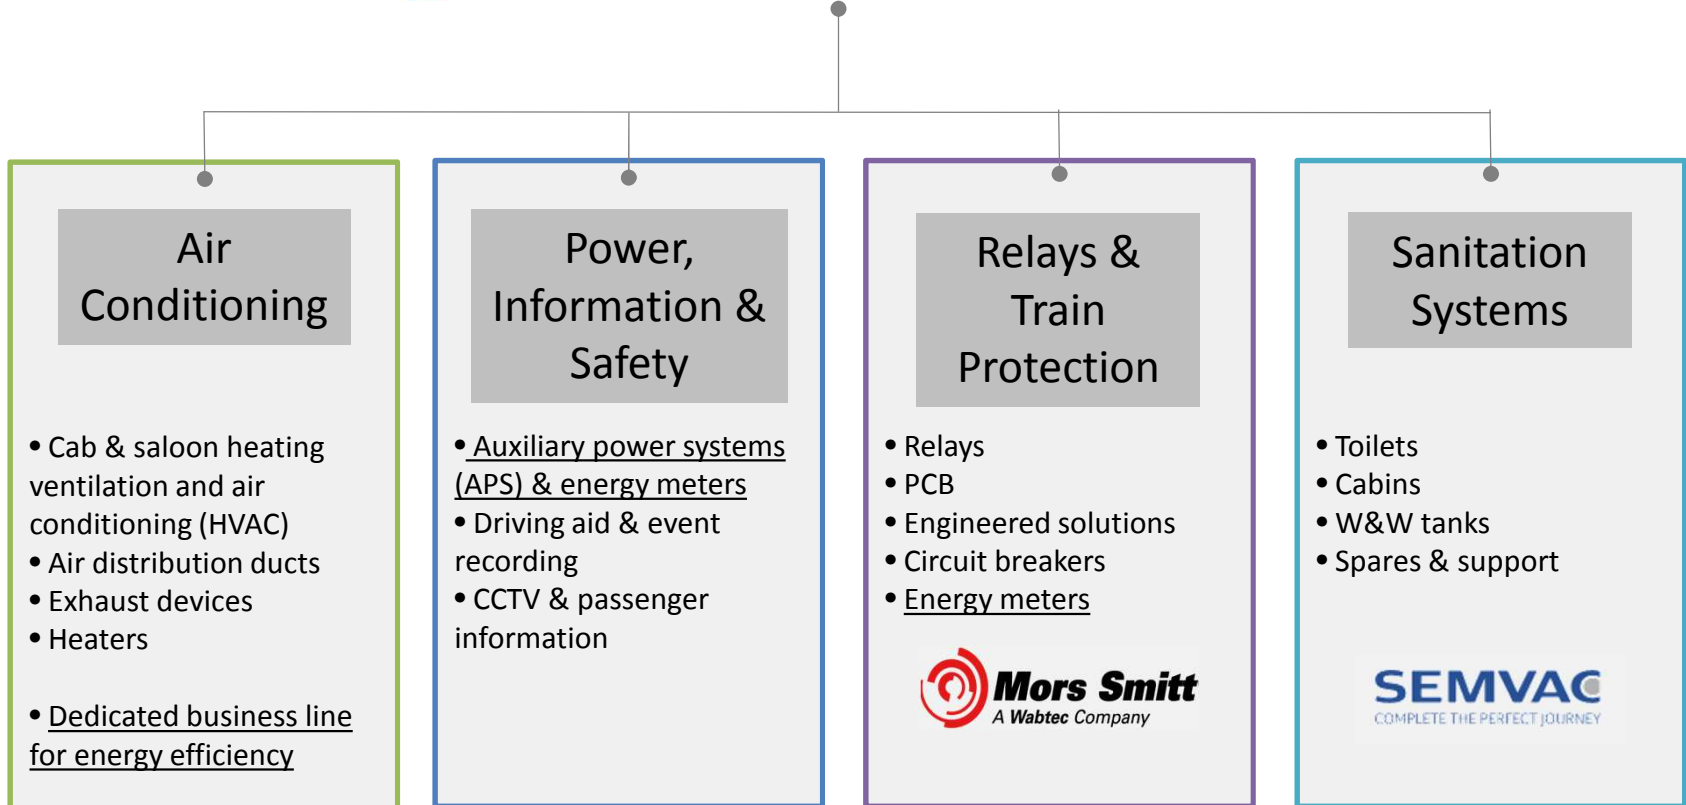 Air
Conditioning
• Cab & saloon heating
ventilation and air
conditioning (HVAC)
• Air distribution ducts
• Exhaust devices
• Heaters
• Dedicated business line
for energy efficiency
Power,
Information &
Safety
• Auxiliary power systems
(APS) & energy meters
• Driving aid & event
recording
• CCTV & passenger
information
Relays &
Train
Protection
• Relays
• PCB
• Engineered solutions
• Circuit breakers
• Energy meters
Mors Smitt
A Wabtec Company
Sanitation
Systems
• Toilets
• Cabins
• W&W tanks
• Spares & support
SEMVAC
COMPLETE THE PERFECT JOURNEY